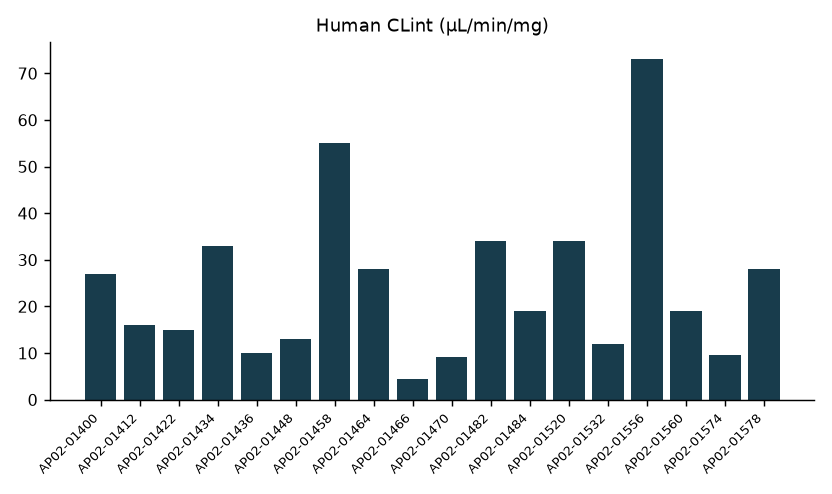 Human CLint (µL/min/mg)
70
60
50
40
30
20
10
0
AP02-01400
AP02-01412
AP02-01422
AP02-01434
AP02-01436
AP02-01448
AP02-01458
AP02-01464
AP02-01466
AP02-01470
AP02-01482
AP02-01484
AP02-01520
AP02-01532
AP02-01556
AP02-01560
AP02-01574
AP02-01578